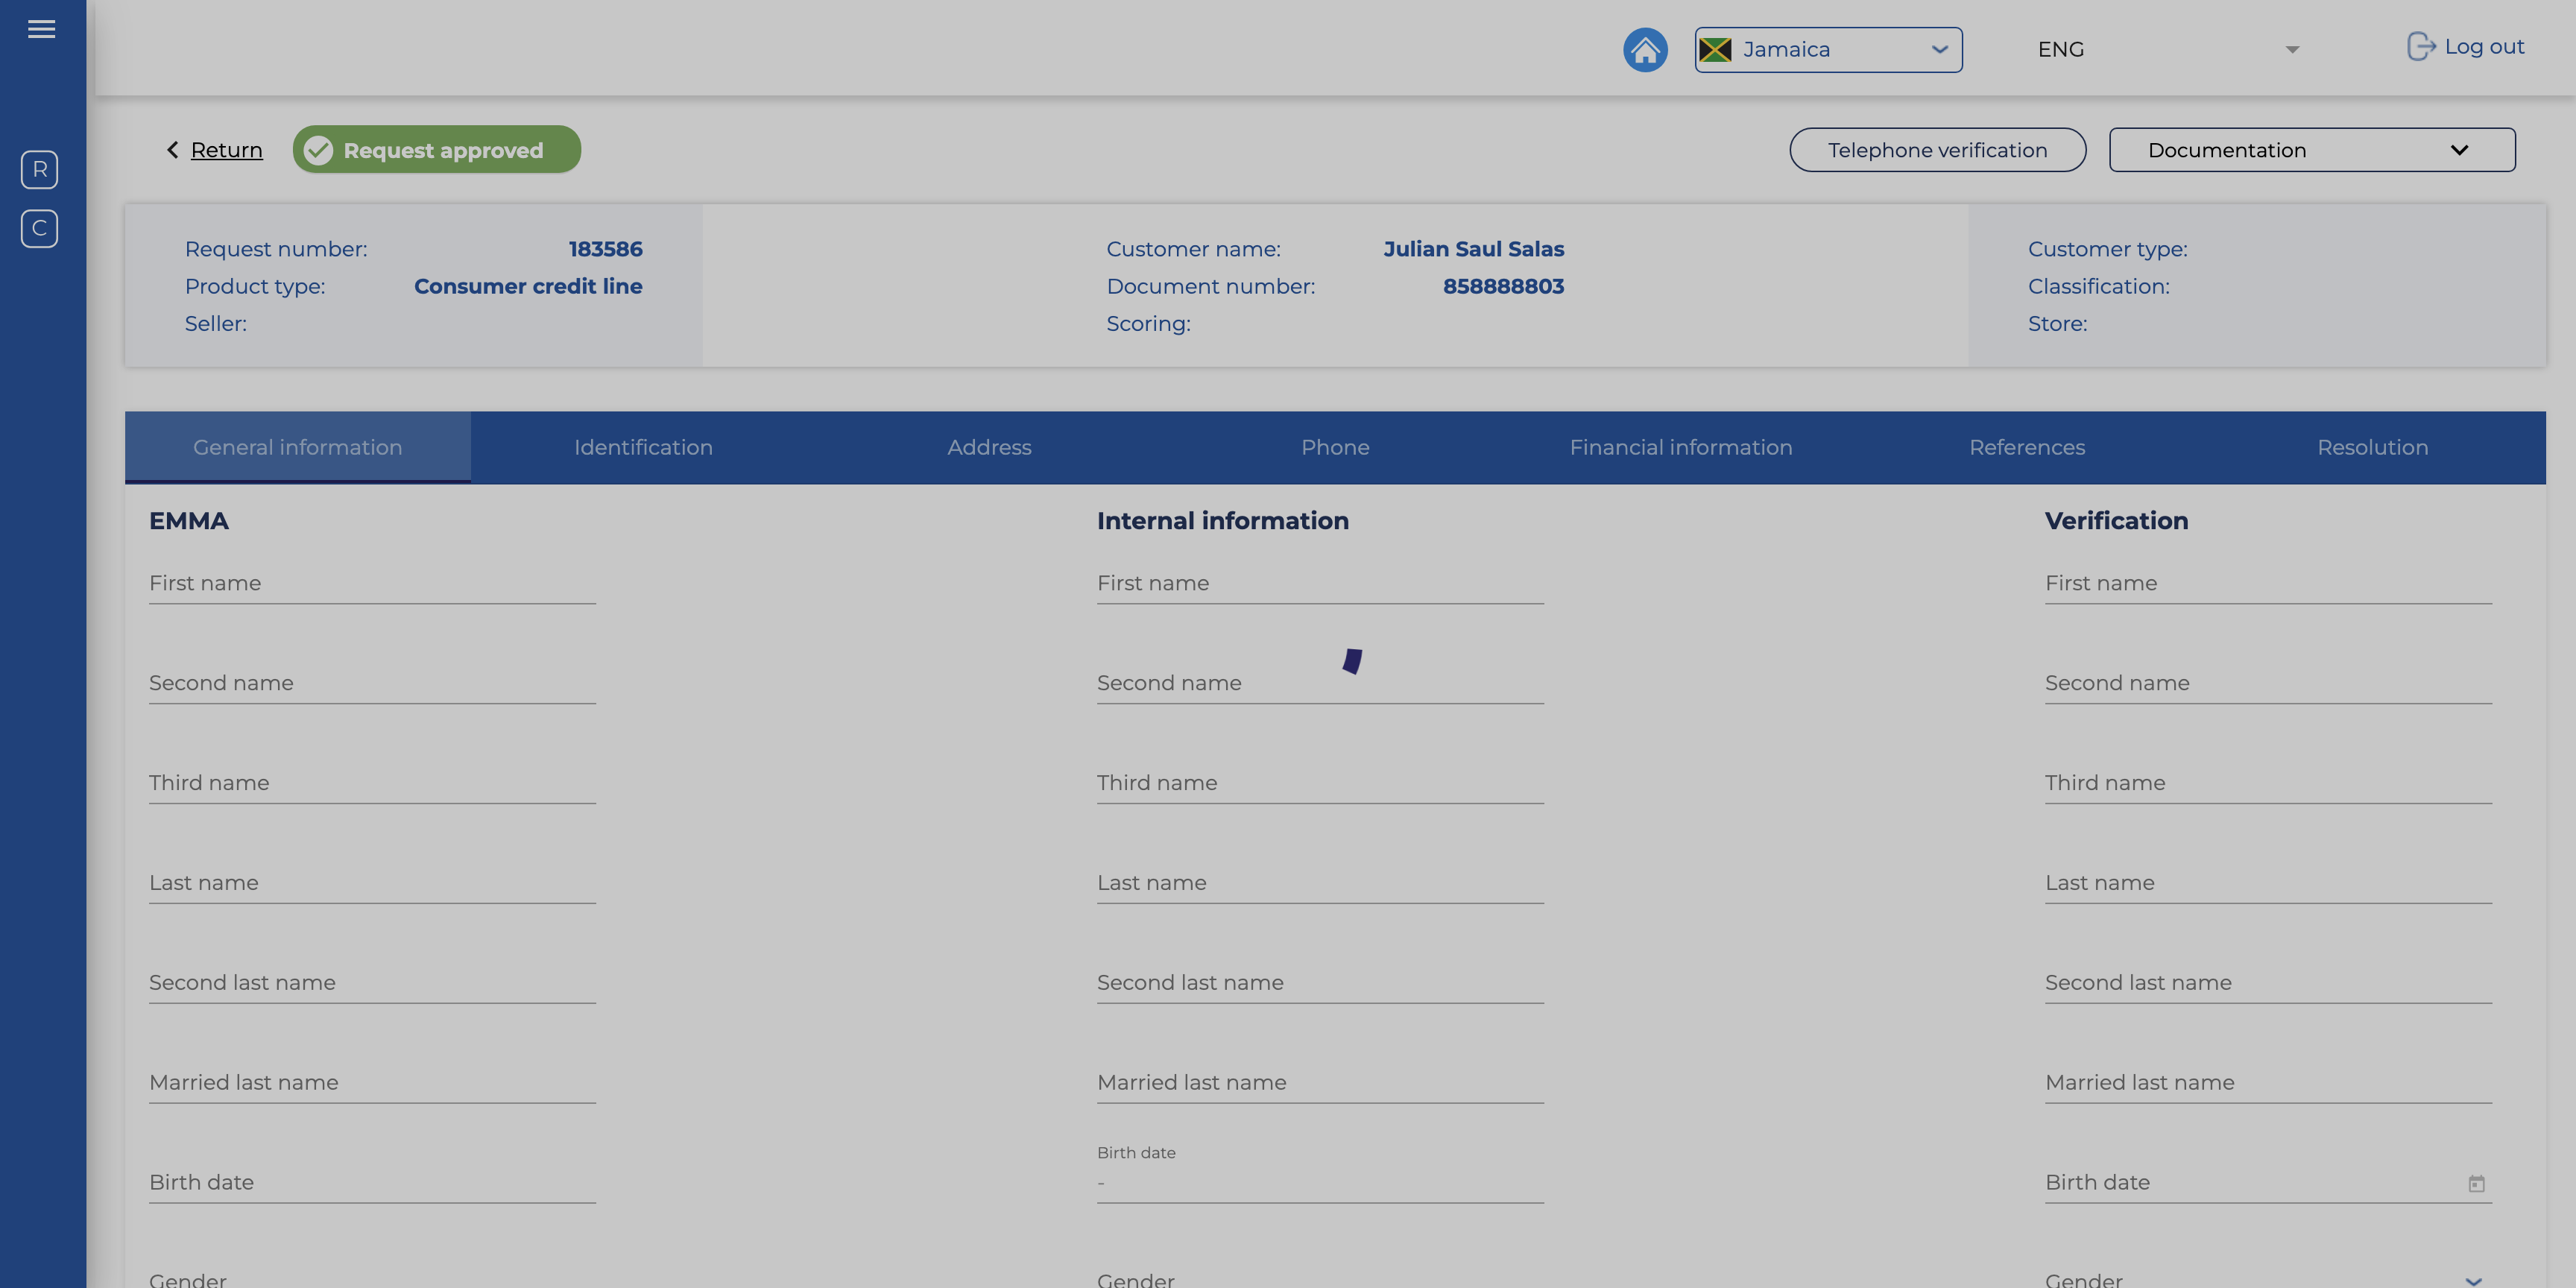 Jamaica
ENG
Log out
R
C
Return
Request approved
Telephone verification
Documentation
Request number: 183586
Product type: Consumer credit line
Seller:
Customer name: Julian Saul Salas
Document number: 858888803
Scoring:
Customer type:
Classification:
Store:
General information
Identification
Address
Phone
Financial information
References
Resolution
EMMA
First name
Second name
Third name
Last name
Second last name
Married last name
Birth date
Gender
Internal information
First name
Second name
Third name
Last name
Second last name
Married last name
Birth date
-
Gender
Verification
First name
Second name
Third name
Last name
Second last name
Married last name
Birth date
Gender